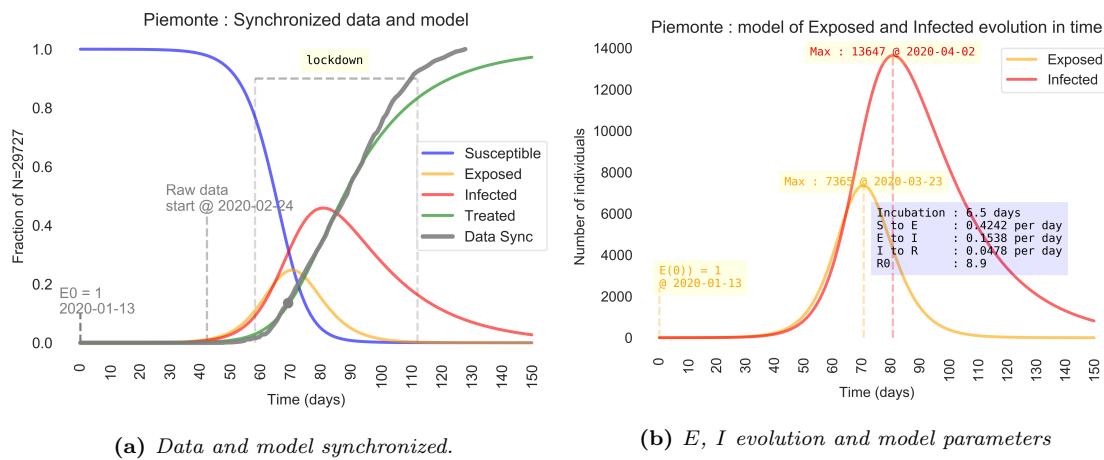 Piemonte : Synchronized data and model
1.0
0.8
0.6
0.4
0.2
0.0
Fraction of N=29727
lockdown
Raw data
start @ 2020-02-24
E0 = 1
2020-01-13
Susceptible
Exposed
Infected
Treated
Data Sync
0
10
20
30
40
50
60
70
80
90
100
110
120
130
140
150
Time (days)
(a) Data and model synchronized.
Piemonte : model of Exposed and Infected evolution in time
14000
12000
10000
8000
6000
4000
2000
0
Number of individuals
Max : 13647 @ 2020-04-02
Exposed
Infected
Max : 7365 @ 2020-03-23
Incubation : 6.5 days
S to E : 0.4242 per day
E to I : 0.1538 per day
I to R : 0.0478 per day
R0 : 8.9
E(0)) = 1
@ 2020-01-13
0
10
20
30
40
50
60
70
80
90
100
110
120
130
140
150
Time (days)
(b) E, I evolution and model parameters